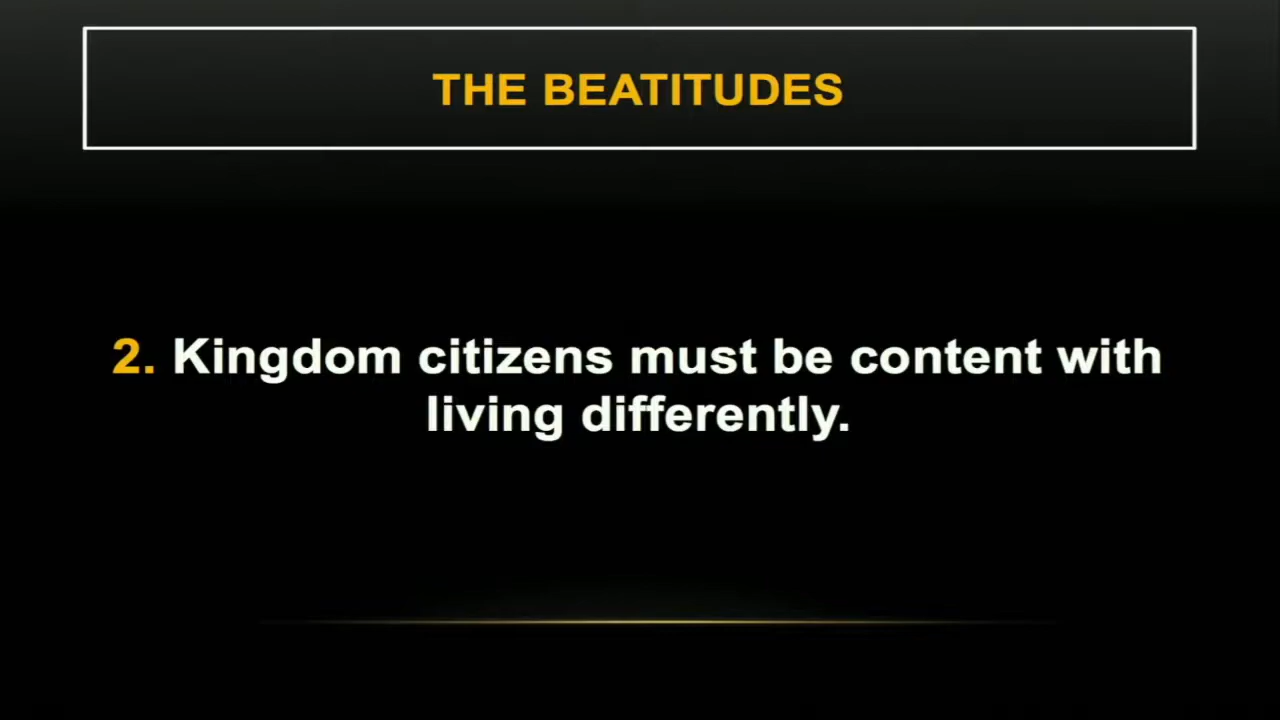 THE BEATITUDES
2. Kingdom citizens must be content with
living differently.